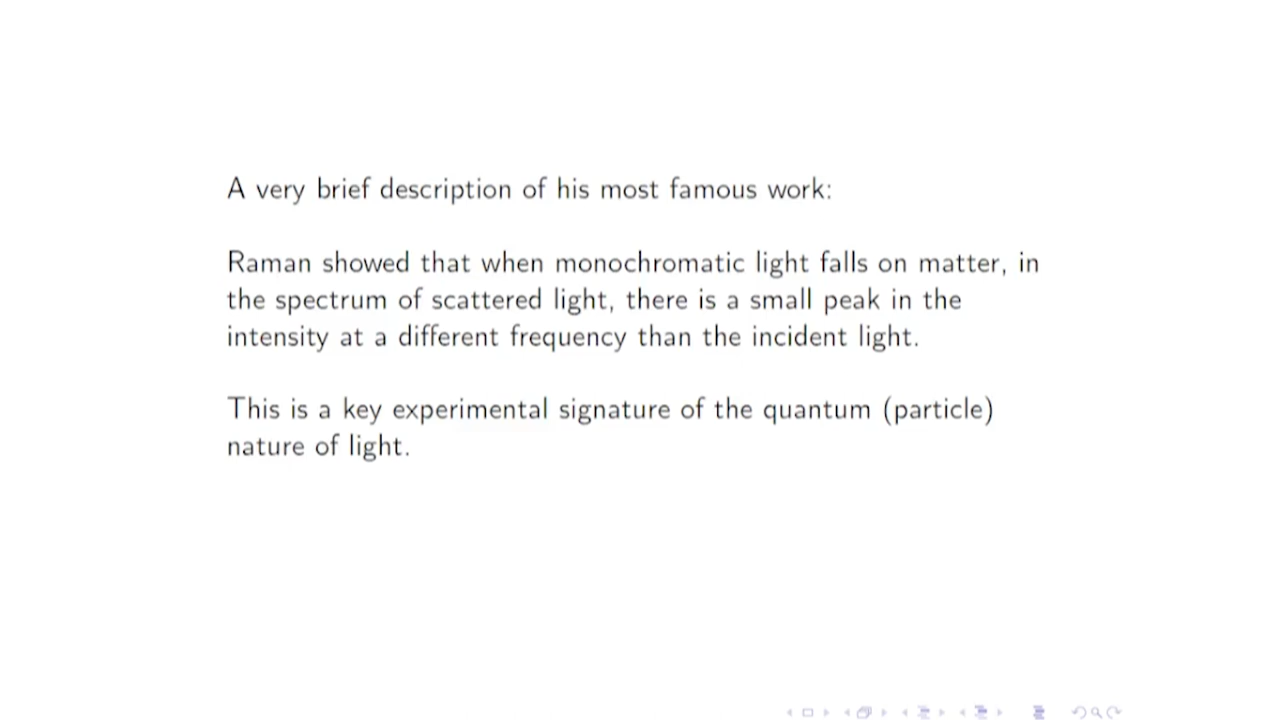 A very brief description of his most famous work:
Raman showed that when monochromatic light falls on matter, in
the spectrum of scattered light, there is a small peak in the
intensity at a different frequency than the incident light.
This is a key experimental signature of the quantum (particle)
nature of light.